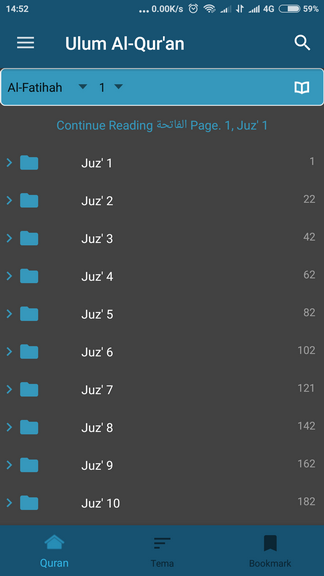 14:52 ... 0.00K/s 4G 59%
Ulum Al-Qur'an
Al-Fatihah 1
Continue Reading الفاتحة Page. 1, Juz' 1
Juz' 1 1
Juz' 2 22
Juz' 3 42
Juz' 4 62
Juz' 5 82
Juz' 6 102
Juz' 7 121
Juz' 8 142
Juz' 9 162
Juz' 10 182
Quran Tema Bookmark